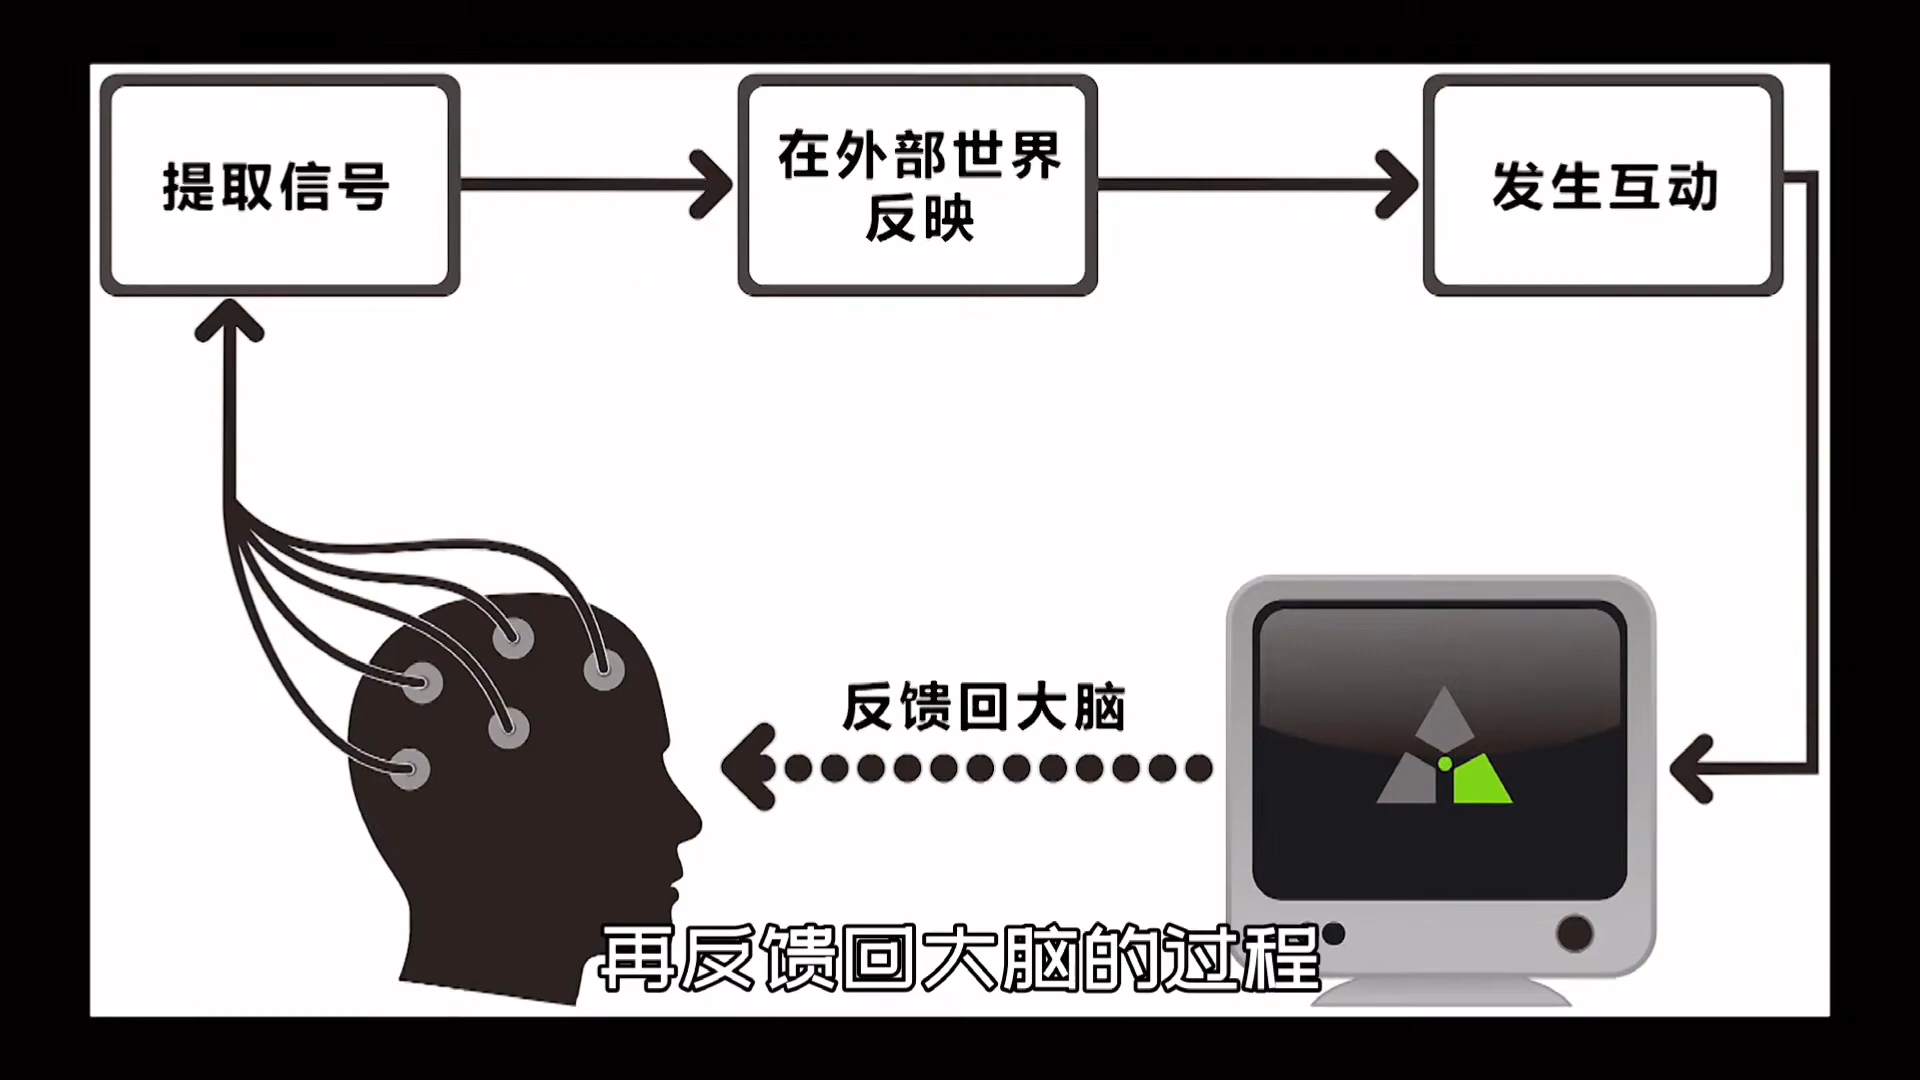 提取信号
在外部世界
反映
发生互动
反馈回大脑
再反馈回大脑的过程